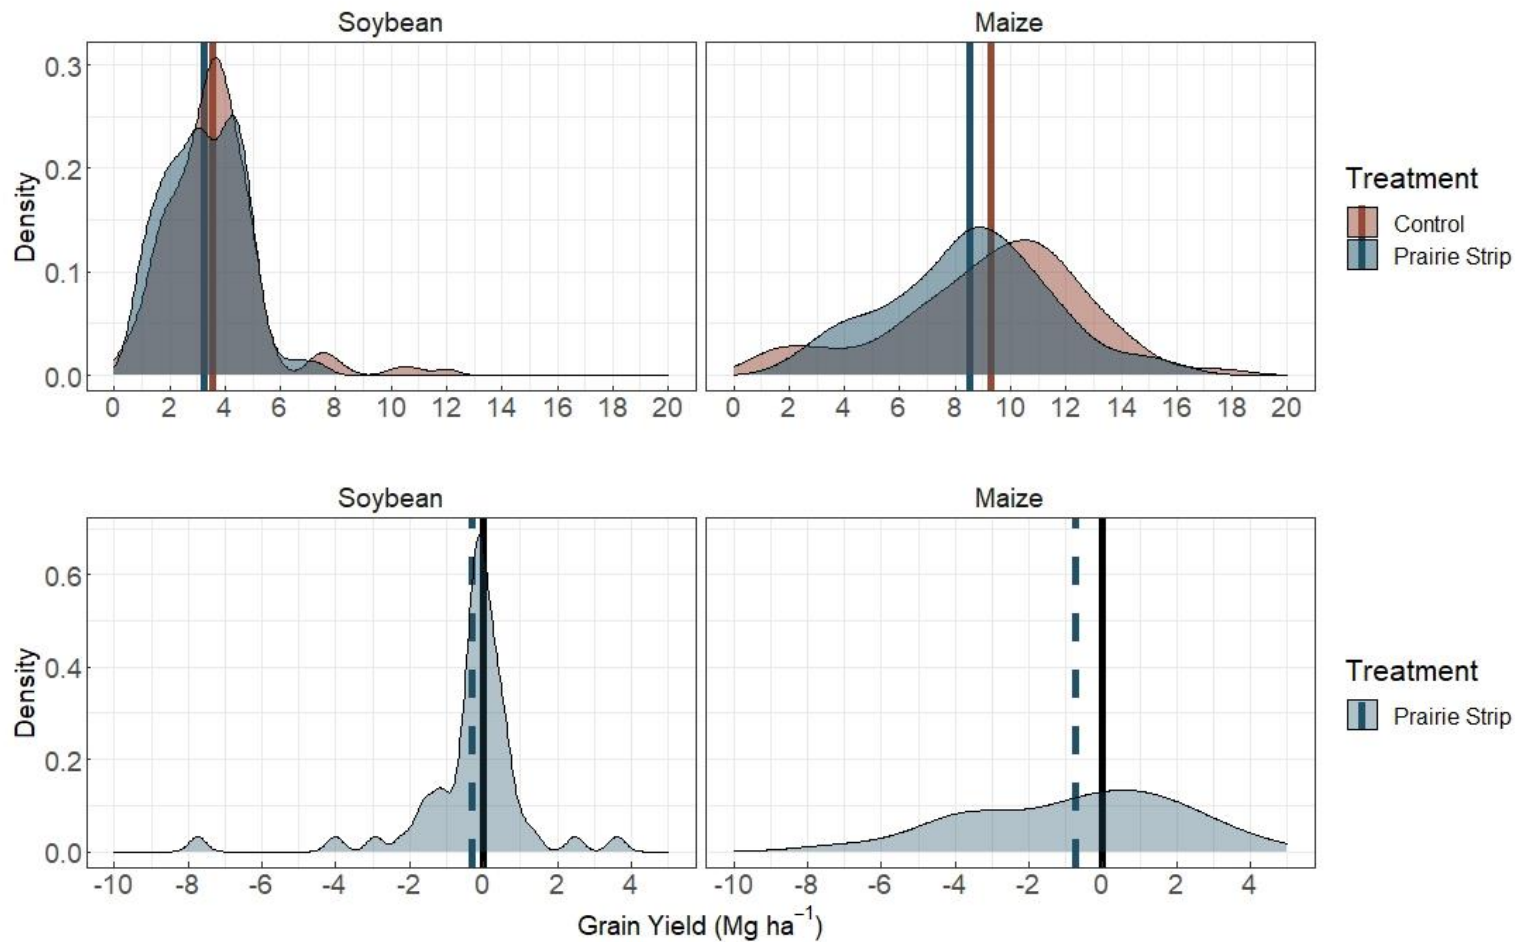 Soybean
Maize
Density
0.3
0.2
0.1
0.0
0 2 4 6 8 10 12 14 16 18 20
0 2 4 6 8 10 12 14 16 18 20
Treatment
Control
Prairie Strip
Soybean
Maize
Density
0.6
0.4
0.2
0.0
-10 -8 -6 -4 -2 0 2 4
-10 -8 -6 -4 -2 0 2 4
Grain Yield (Mg ha⁻¹)
Treatment
Prairie Strip